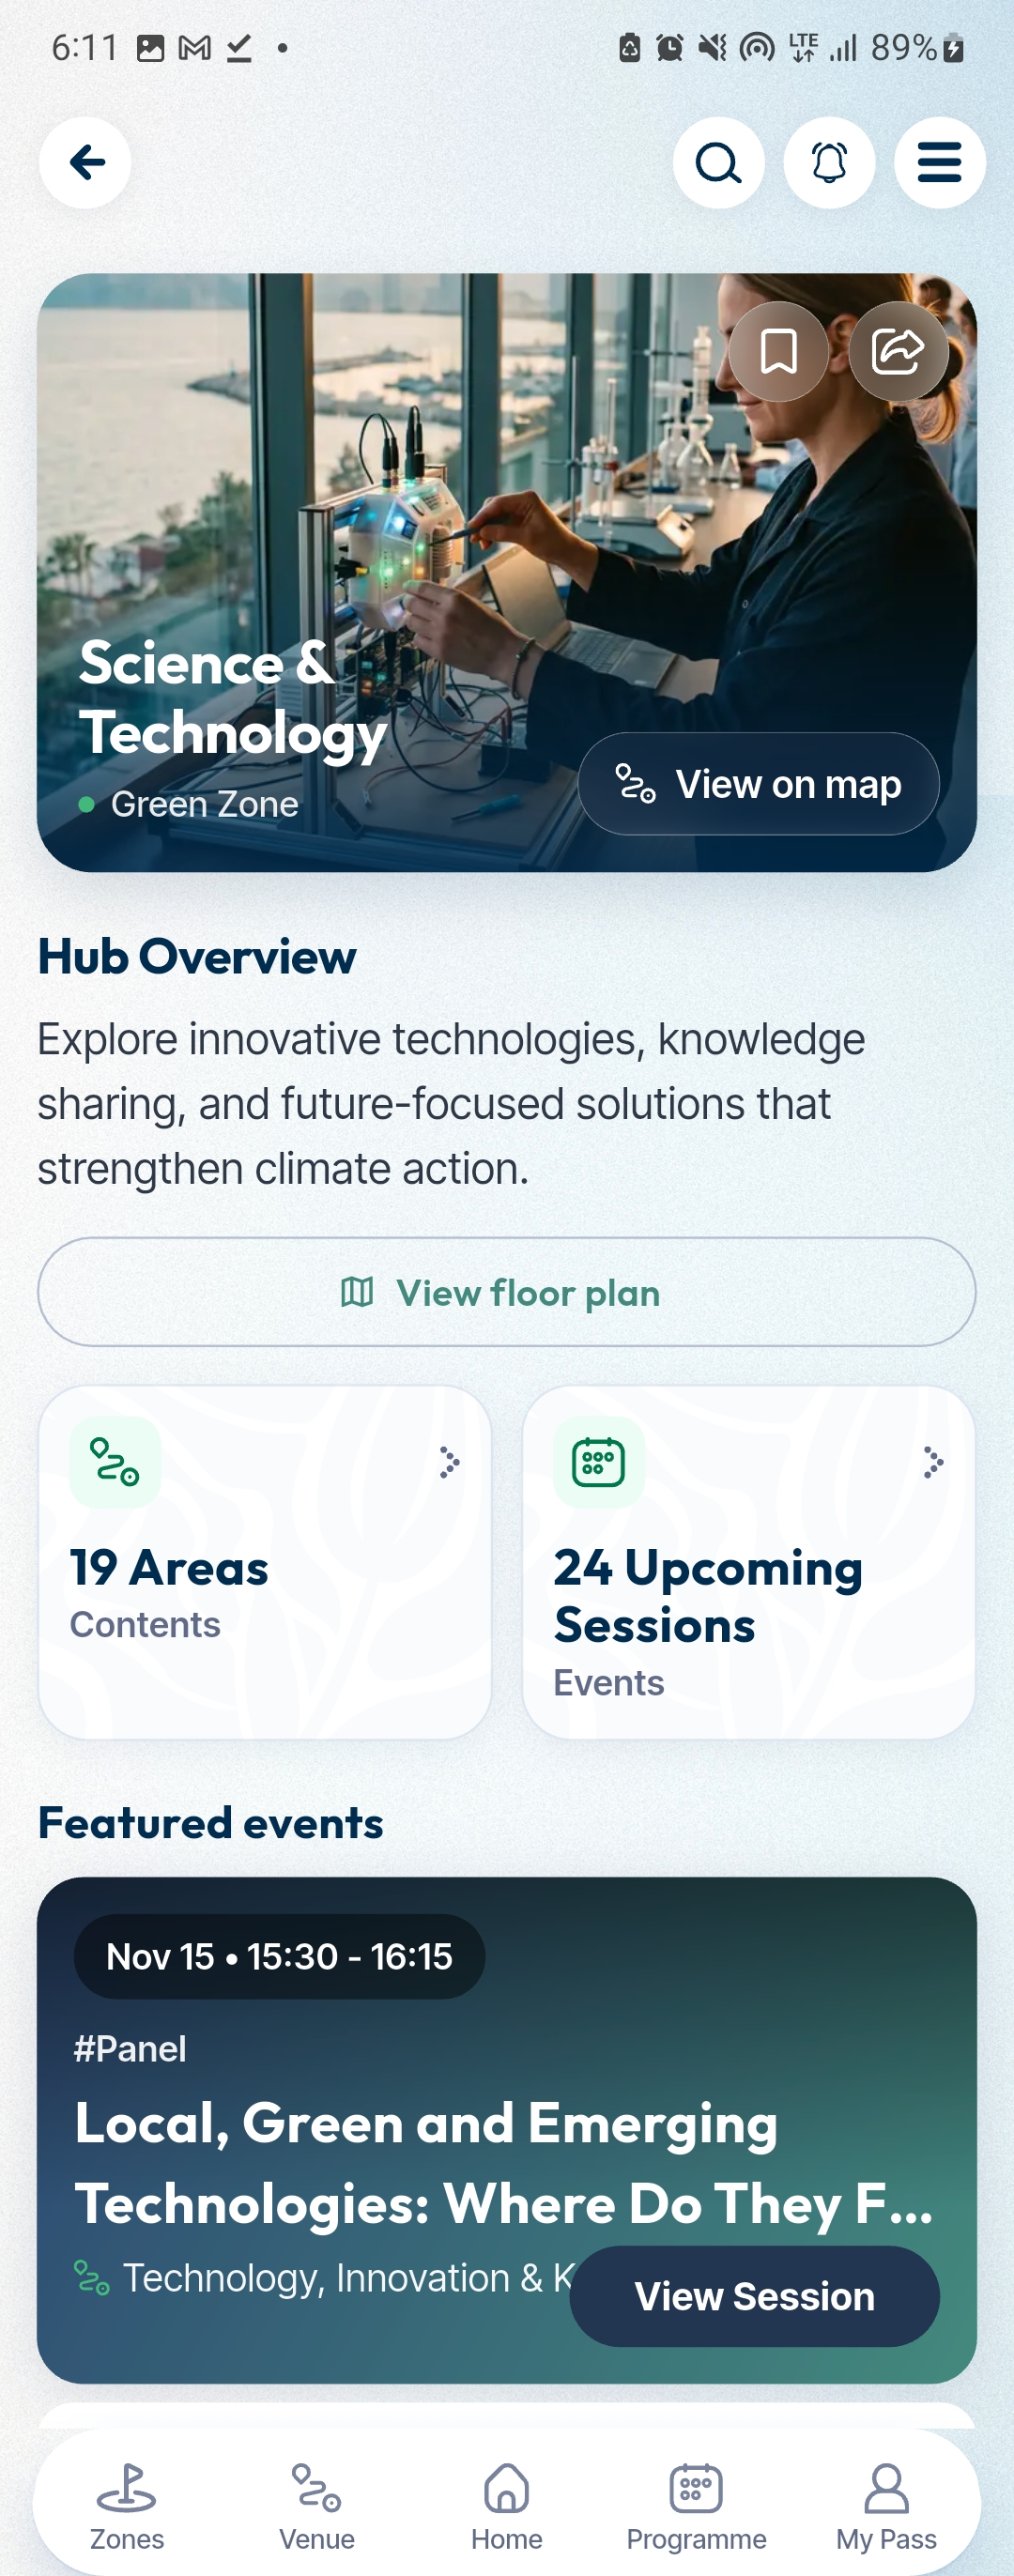 6:11
LTE
89%
Science &
Technology
Green Zone
View on map
Hub Overview
Explore innovative technologies, knowledge
sharing, and future-focused solutions that
strengthen climate action.
View floor plan
19 Areas
Contents
24 Upcoming
Sessions
Events
Featured events
Nov 15 • 15:30 - 16:15
#Panel
Local, Green and Emerging
Technologies: Where Do They F...
Technology, Innovation & K
View Session
Zones
Venue
Home
Programme
My Pass